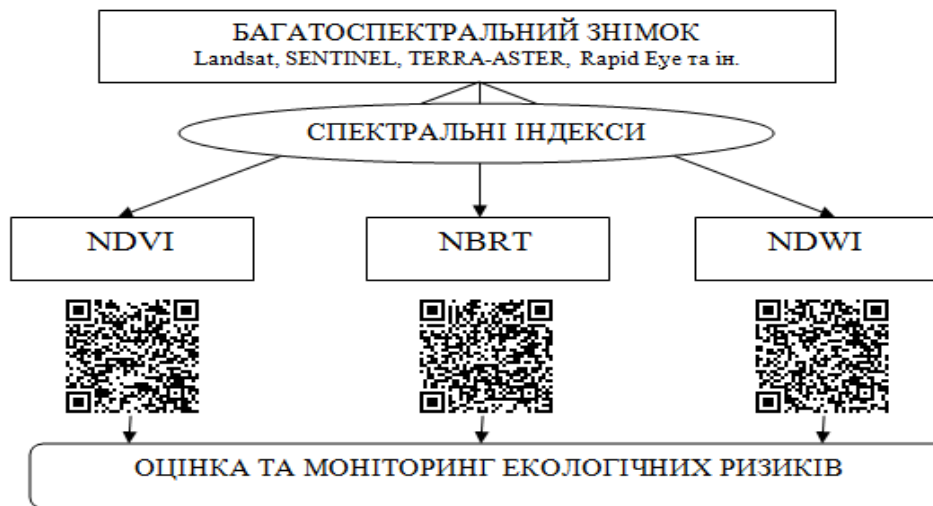 БАГАТОСПЕКТРАЛЬНИЙ ЗНІМОК
Landsat, SENTINEL, TERRA-ASTER, Rapid Eye та ін.
СПЕКТРАЛЬНІ ІНДЕКСИ
NDVI
NBRT
NDWI
ОЦІНКА ТА МОНІТОРИНГ ЕКОЛОГІЧНИХ РИЗИКІВ